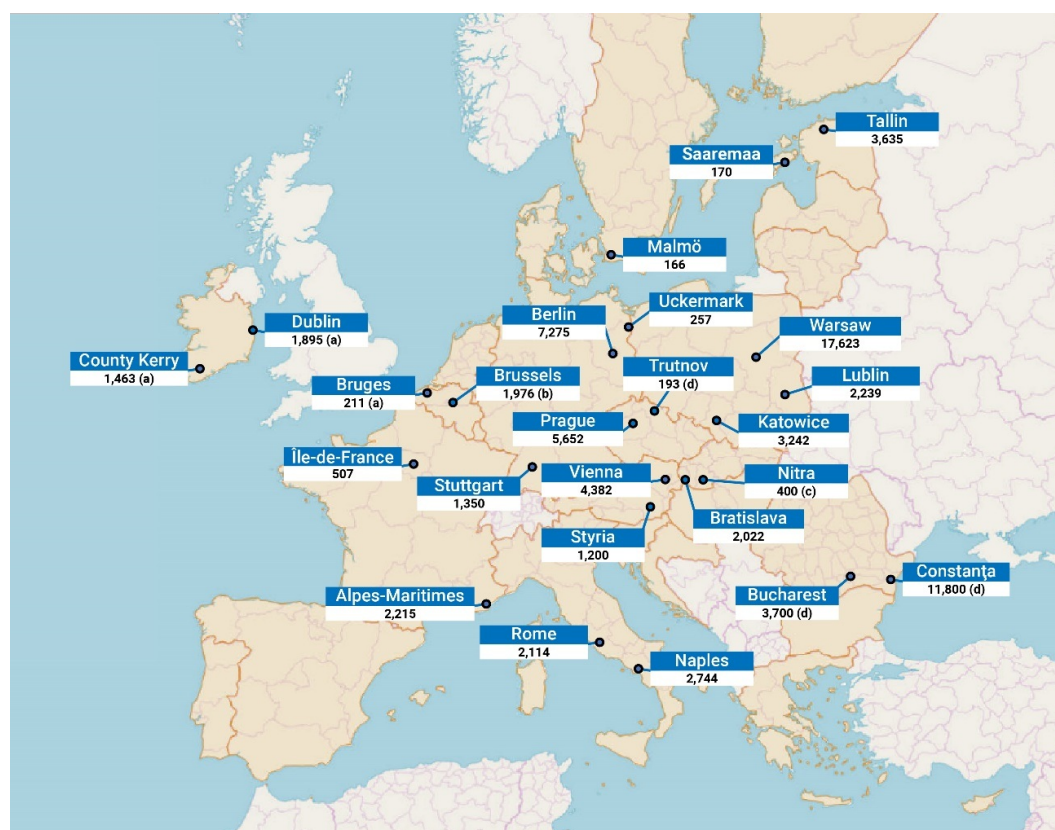 Tallin
3,635
Saaremaa
170
Malmö
166
Uckermark
257
Berlin
7,275
Dublin
1,895 (a)
Warsaw
17,623
County Kerry
1,463 (a)
Trutnov
193 (d)
Brussels
1,976 (b)
Lublin
2,239
Bruges
211 (a)
Prague
5,652
Katowice
3,242
Île-de-France
507
Vienna
4,382
Nitra
400 (c)
Stuttgart
1,350
Bratislava
2,022
Styria
1,200
Constanţa
11,800 (d)
Alpes-Maritimes
2,215
Bucharest
3,700 (d)
Rome
2,114
Naples
2,744